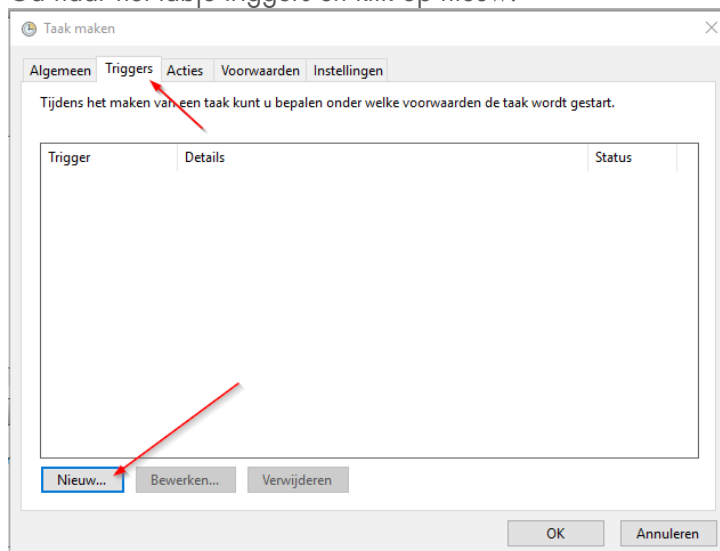 Taak maken
Algemeen Triggers Acties Voorwaarden Instellingen
Tijdens het maken van een taak kunt u bepalen onder welke voorwaarden de taak wordt gestart.
Trigger Details Status
Nieuw... Bewerken... Verwijderen
OK Annuleren